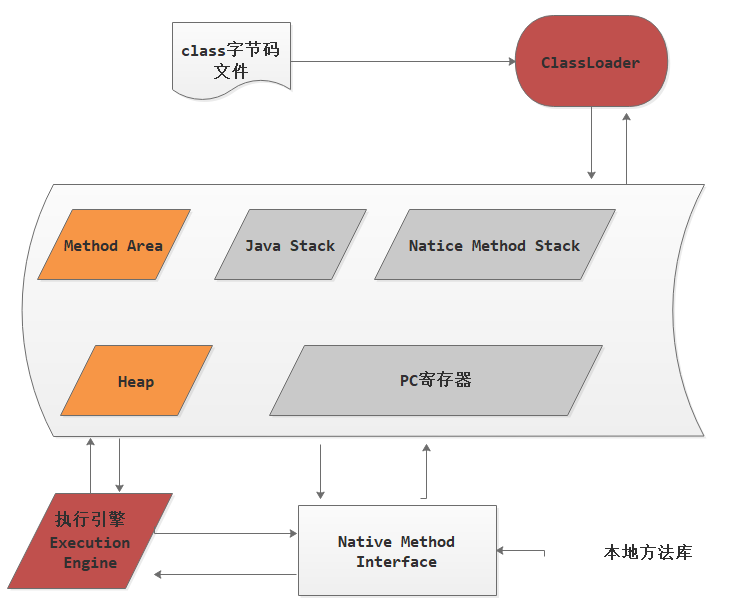 class字节码
文件
ClassLoader
Method Area
Java Stack
Natice Method Stack
Heap
PC寄存器
执行引擎
Execution
Engine
Native Method
Interface
本地方法库